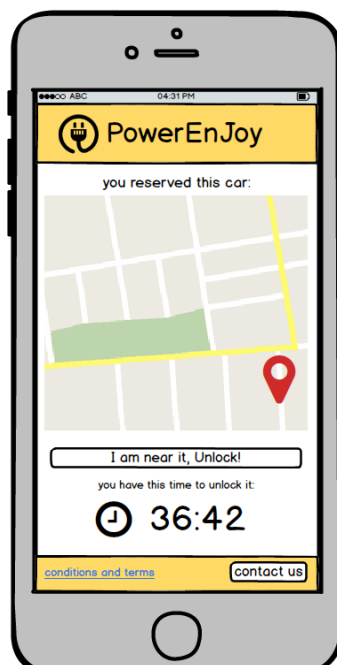 ABC 04:31 PM
PowerEnJoy
you reserved this car:
I am near it, Unlock!
you have this time to unlock it:
36:42
conditions and terms contact us